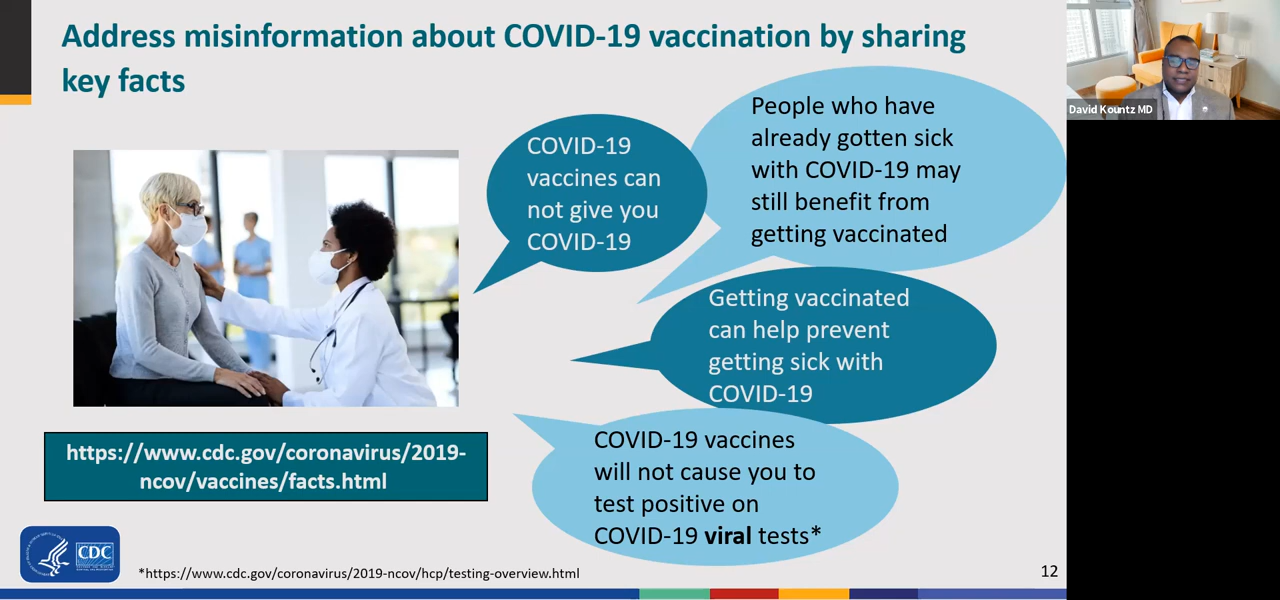 Address misinformation about COVID-19 vaccination by sharing
key facts
David Kountz MD
COVID-19
vaccines can
not give you
COVID-19
People who have
already gotten sick
with COVID-19 may
still benefit from
getting vaccinated
Getting vaccinated
can help prevent
getting sick with
COVID-19
COVID-19 vaccines
will not cause you to
test positive on
COVID-19 viral tests*
https://www.cdc.gov/coronavirus/2019-
ncov/vaccines/facts.html
CDC
*https://www.cdc.gov/coronavirus/2019-ncov/hcp/testing-overview.html
12